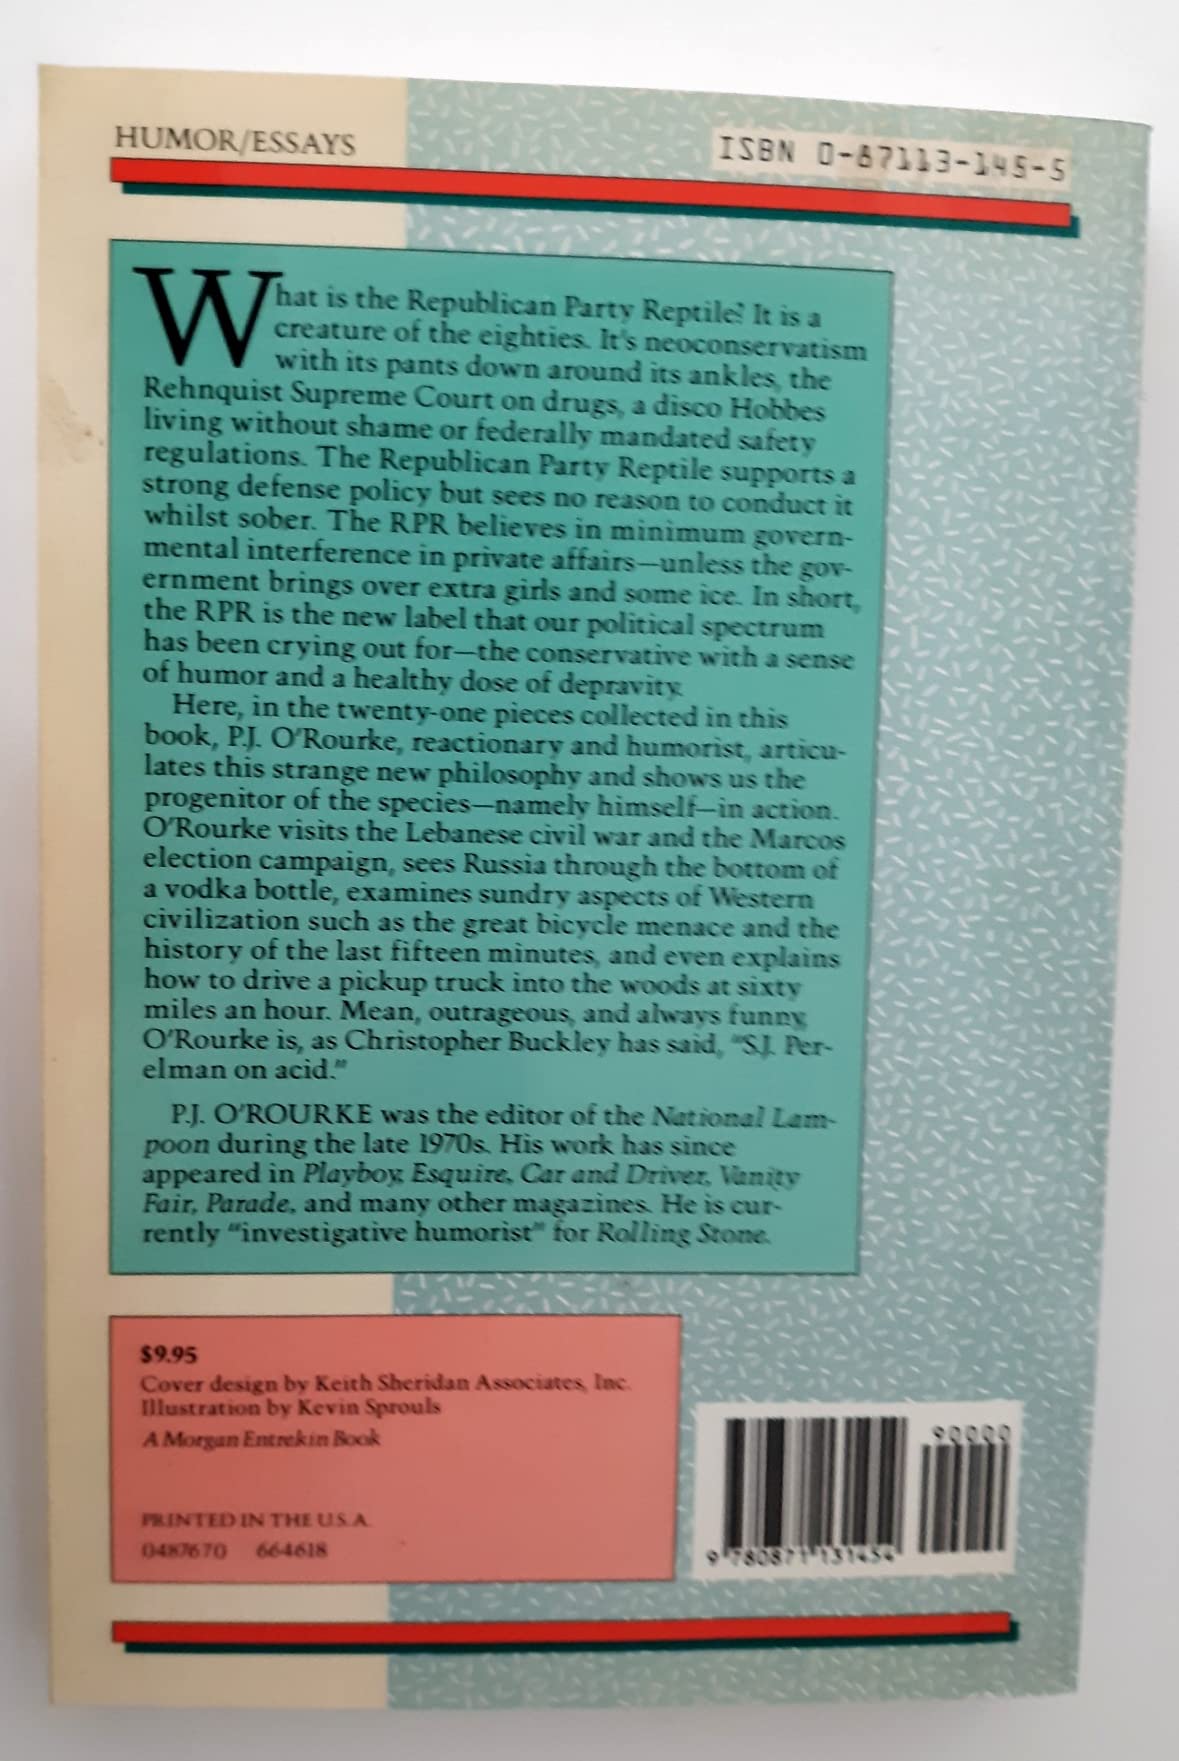 HUMOR/ESSAYS
ISBN 0-87113-145-5
What is the Republican Party Reptile? It is a
creature of the eighties. It's neoconservatism
with its pants down around its ankles, the
Rehnquist Supreme Court on drugs, a disco Hobbes
living without shame or federally mandated safety
regulations. The Republican Party Reptile supports a
strong defense policy but sees no reason to conduct it
whilst sober. The RPR believes in minimum govern-
mental interference in private affairs—unless the gov-
ernment brings over extra girls and some ice. In short,
the RPR is the new label that our political spectrum
has been crying out for—the conservative with a sense
of humor and a healthy dose of depravity.
Here, in the twenty-one pieces collected in this
book, P.J. O'Rourke, reactionary and humorist, articu-
lates this strange new philosophy and shows us the
progenitor of the species—namely himself—in action.
O'Rourke visits the Lebanese civil war and the Marcos
election campaign, sees Russia through the bottom of
a vodka bottle, examines sundry aspects of Western
civilization such as the great bicycle menace and the
history of the last fifteen minutes, and even explains
how to drive a pickup truck into the woods at sixty
miles an hour. Mean, outrageous, and always funny,
O'Rourke is, as Christopher Buckley has said, "S.J. Per-
elman on acid."
P.J. O'ROURKE was the editor of the National Lam-
poon during the late 1970s. His work has since
appeared in Playboy, Esquire, Car and Driver, Vanity
Fair, Parade, and many other magazines. He is cur-
rently "investigative humorist" for Rolling Stone.
$9.95
Cover design by Keith Sheridan Associates, Inc.
Illustration by Kevin Sprouls
A Morgan Entrekin Book
PRINTED IN THE U.S.A.
0487670 664618
90000
9 780871 131454